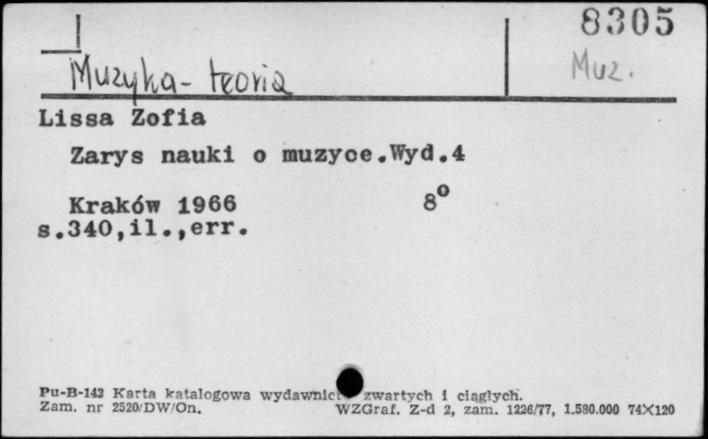 8305
Muzyka - teoria
Muz.
Lissa Zofia
Zarys nauki o muzyce.Wyd.4
Kraków 1966 8⁰
s.340,il.,err.
Pu-B-143 Karta katalogowa wydawnict zwartych i ciągłych.
Zam. nr 2520/DW/On. WZGraf. Z-d 2, zam. 1226/77, 1.580.000 74X120